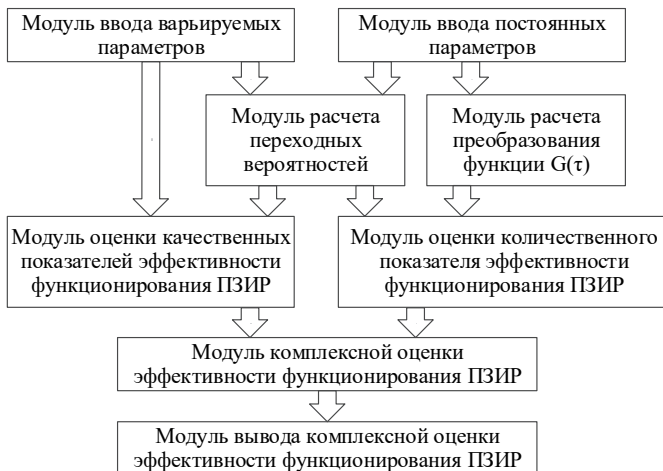 Модуль ввода варьируемых
параметров
Модуль ввода постоянных
параметров
Модуль расчета
переходных
вероятностей
Модуль расчета
преобразования
функции G(τ)
Модуль оценки качественных
показателей эффективности
функционирования ПЗИР
Модуль оценки количественного
показателя эффективности
функционирования ПЗИР
Модуль комплексной оценки
эффективности функционирования ПЗИР
Модуль вывода комплексной оценки
эффективности функционирования ПЗИР